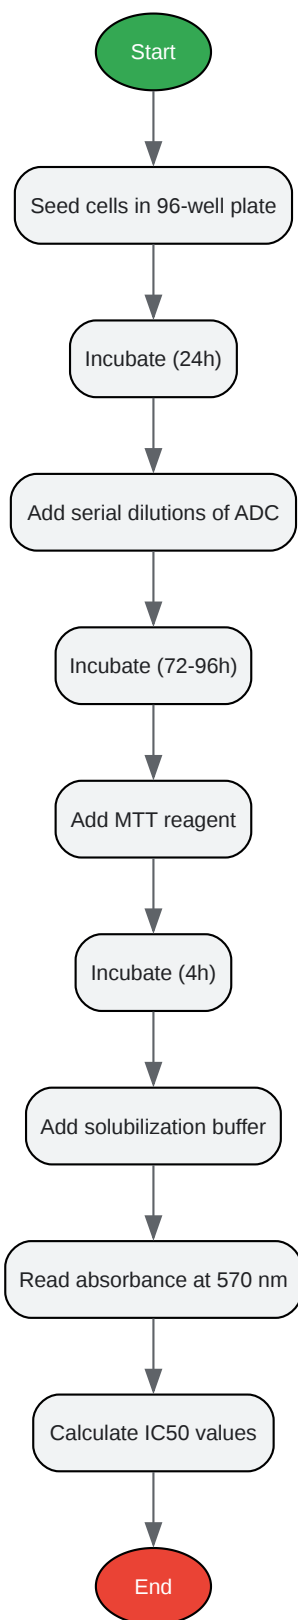 Start
Seed cells in 96-well plate
Incubate (24h)
Add serial dilutions of ADC
Incubate (72-96h)
Add MTT reagent
Incubate (4h)
Add solubilization buffer
Read absorbance at 570 nm
Calculate IC50 values
End